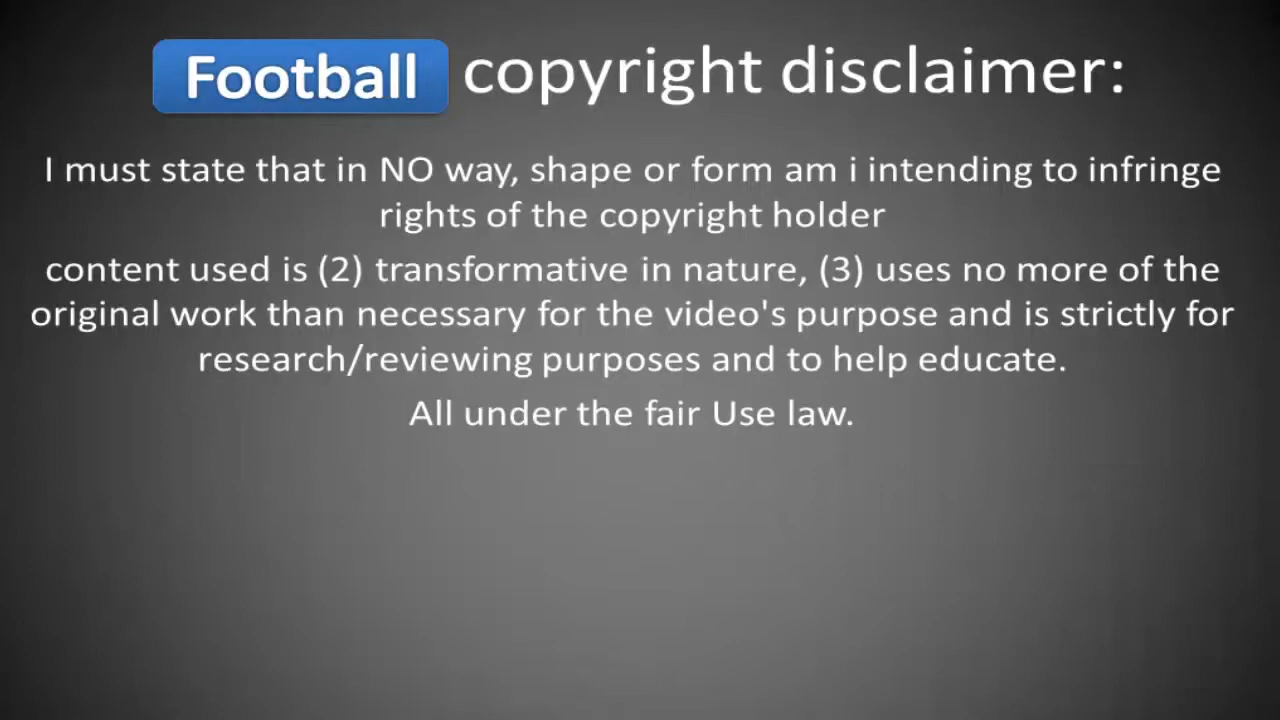 Football copyright disclaimer:
I must state that in NO way, shape or form am i intending to infringe
rights of the copyright holder
content used is (2) transformative in nature, (3) uses no more of the
original work than necessary for the video's purpose and is strictly for
research/reviewing purposes and to help educate.
All under the fair Use law.